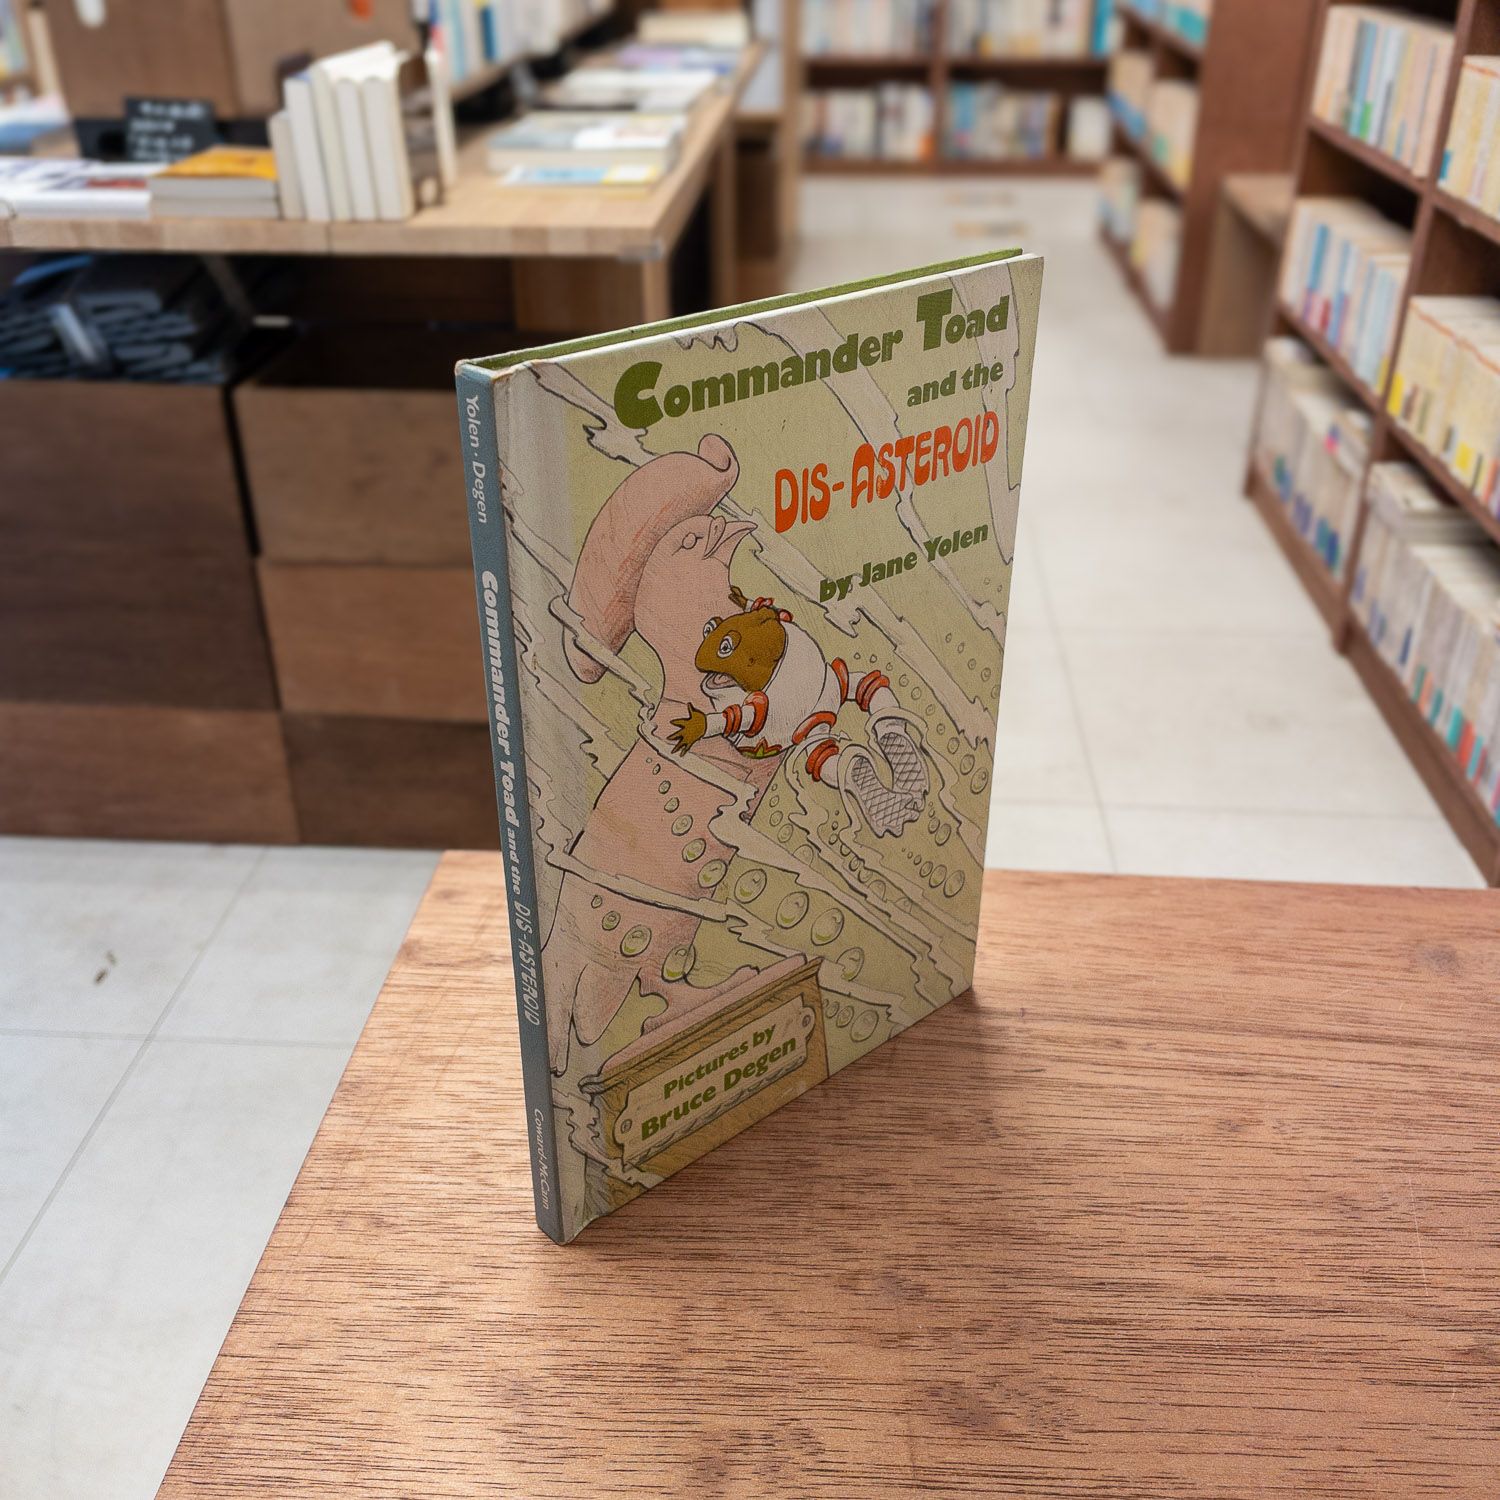 Commander Toad
and the
DIS-ASTEROID
by Jane Yolen
Pictures by
Bruce Degen
Yolen · Degen Commander Toad and the DIS-ASTEROID Coward-McCann